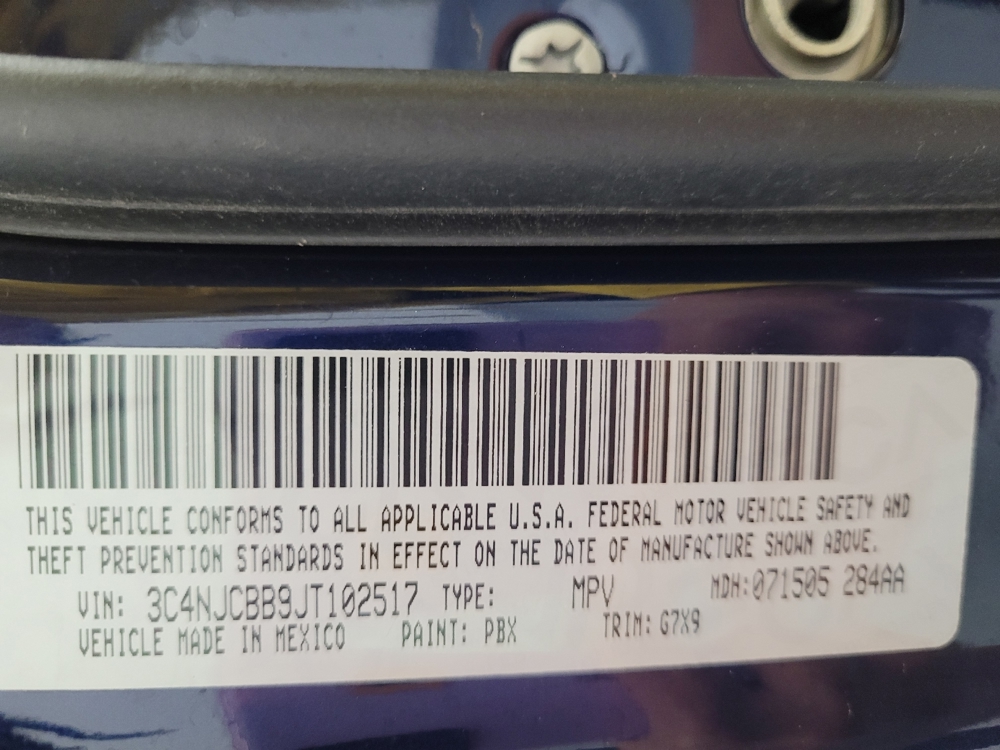 THIS VEHICLE CONFORMS TO ALL APPLICABLE U.S.A. FEDERAL MOTOR VEHICLE SAFETY AND
THEFT PREVENTION STANDARDS IN EFFECT ON THE DATE OF MANUFACTURE SHOWN ABOVE.
VIN: 3C4NJCBB9JT102517 TYPE: MPV MDH:071505 284AA
VEHICLE MADE IN MEXICO PAINT: PBX TRIM: G7X9